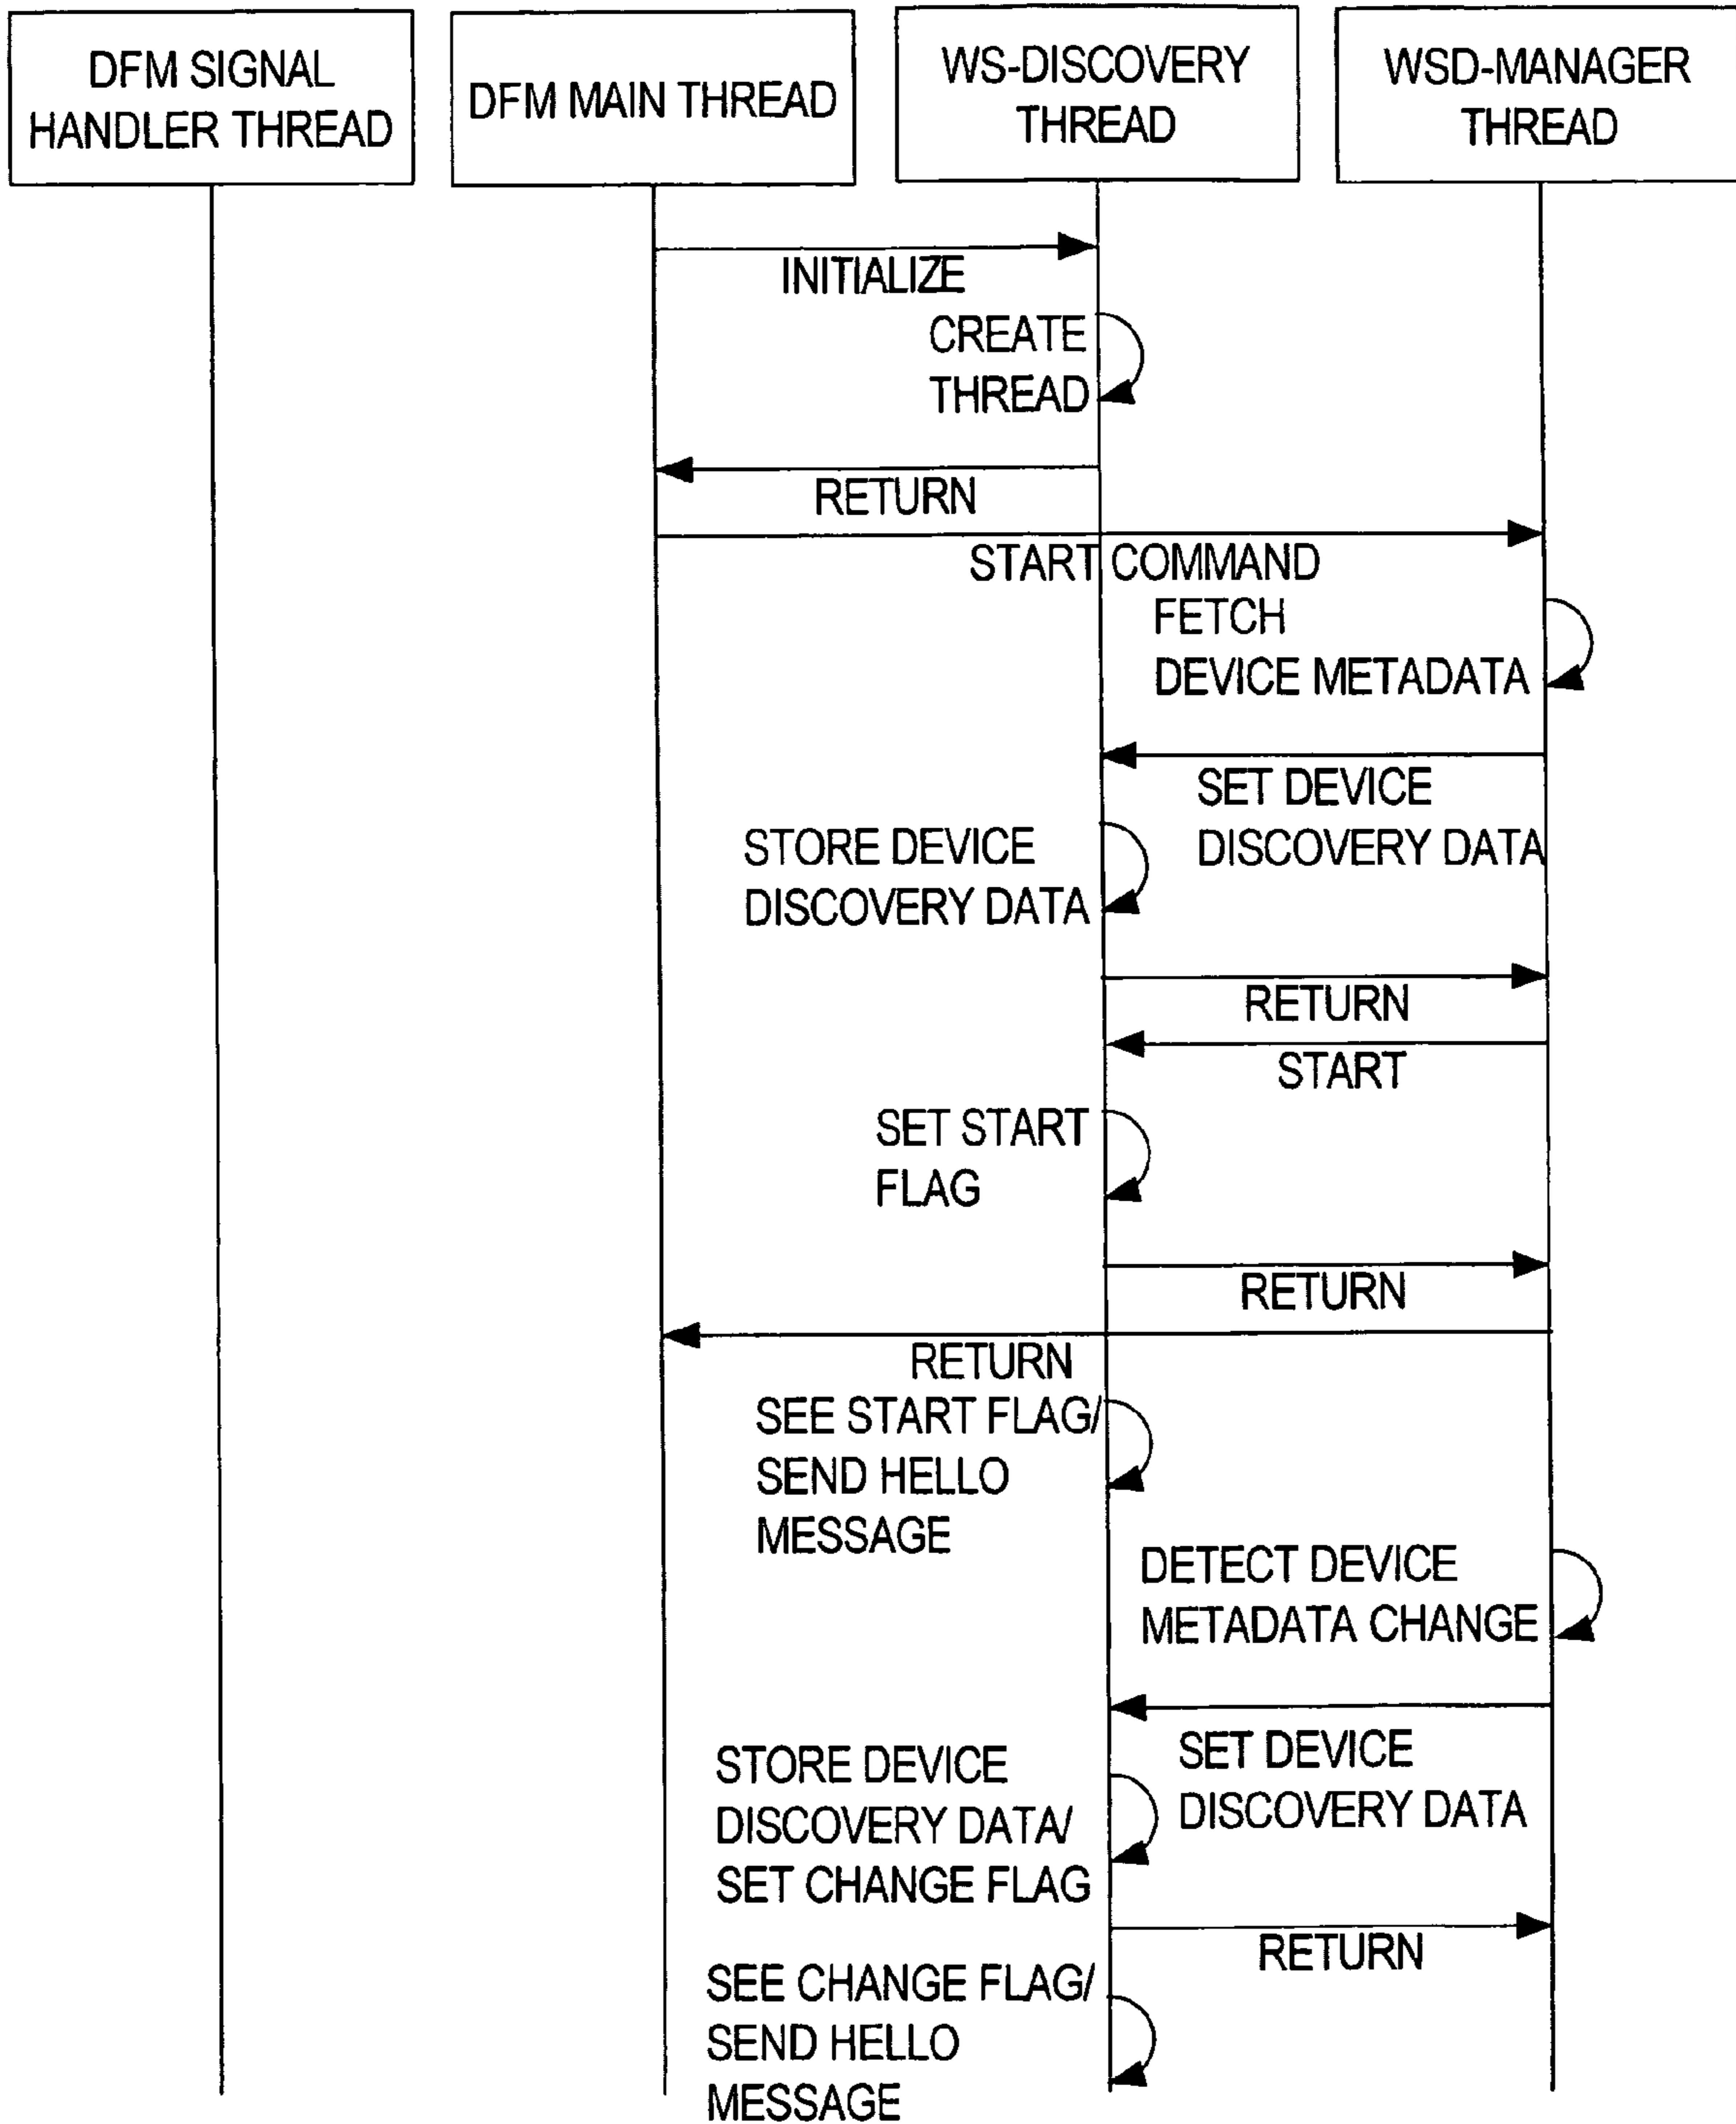 DFM SIGNAL
HANDLER THREAD
DFM MAIN THREAD
WS-DISCOVERY
THREAD
WSD-MANAGER
THREAD
INITIALIZE
CREATE
THREAD
RETURN
START COMMAND
FETCH
DEVICE METADATA
SET DEVICE
DISCOVERY DATA
STORE DEVICE
DISCOVERY DATA
RETURN
START
SET START
FLAG
RETURN
RETURN
SEE START FLAG/
SEND HELLO
MESSAGE
DETECT DEVICE
METADATA CHANGE
SET DEVICE
DISCOVERY DATA
STORE DEVICE
DISCOVERY DATA/
SET CHANGE FLAG
RETURN
SEE CHANGE FLAG/
SEND HELLO
MESSAGE